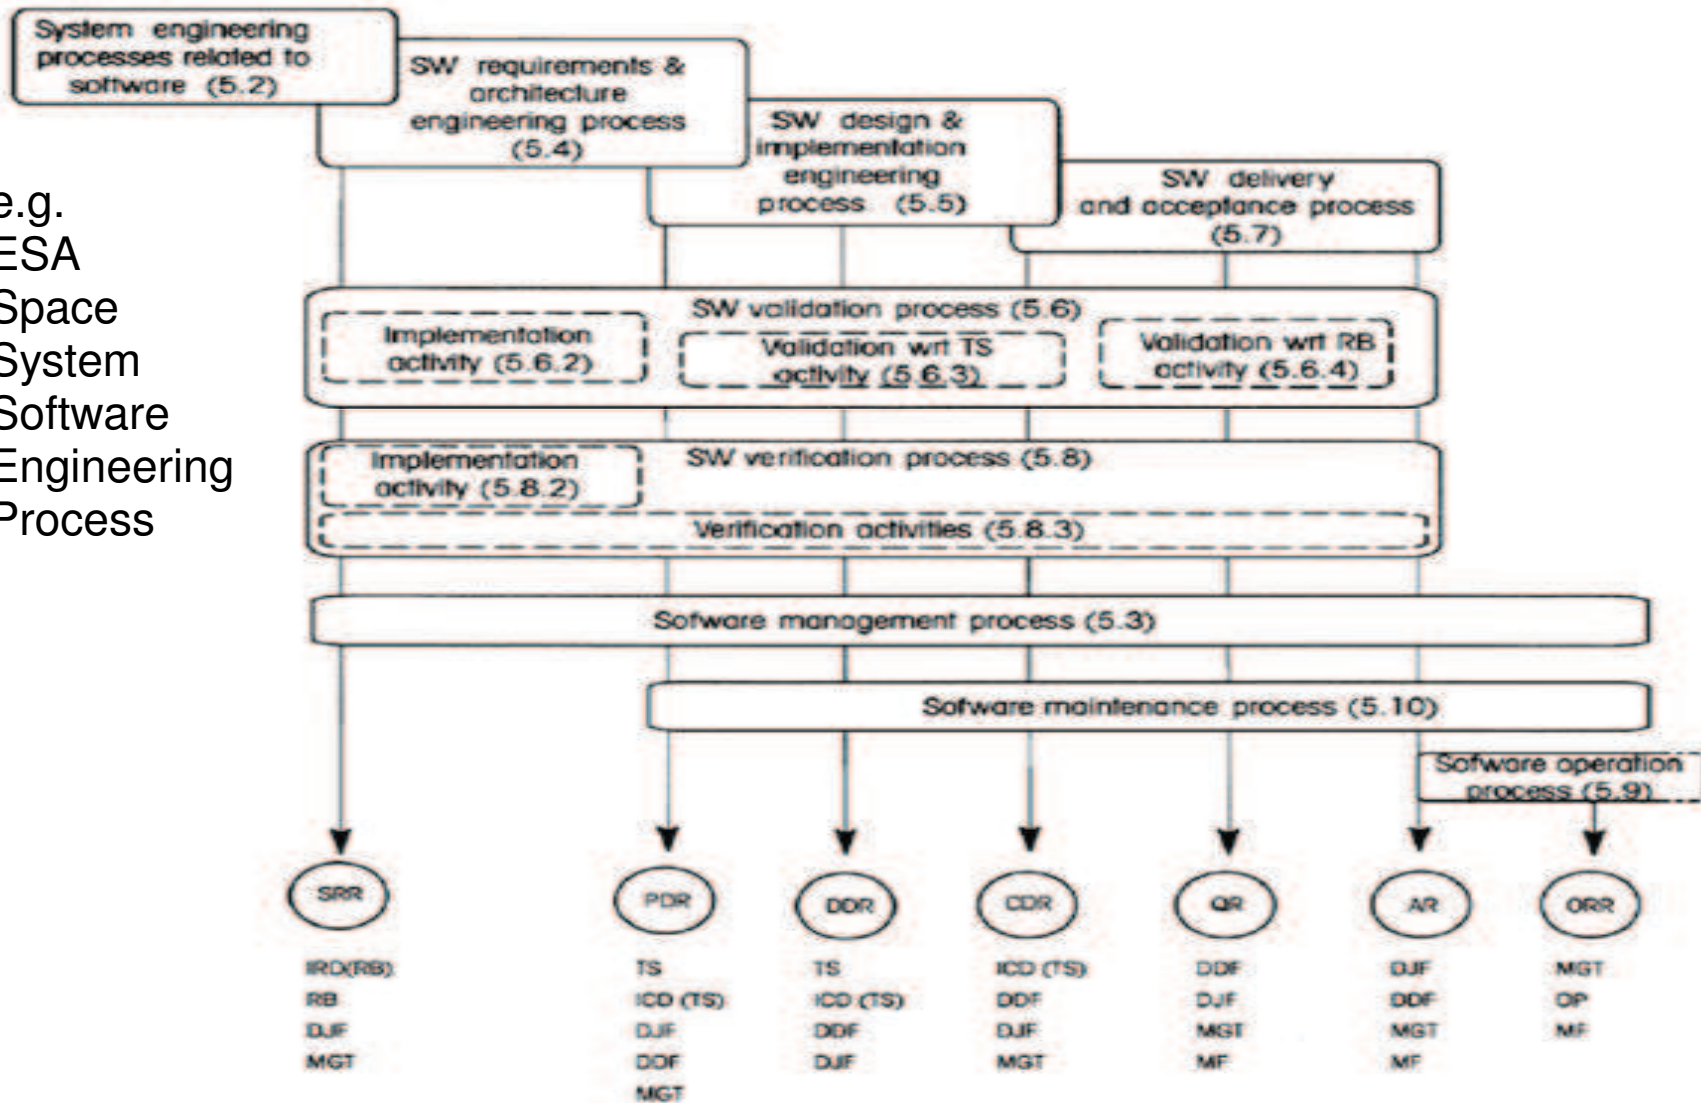 System engineering
processes related to
software (5.2)
SW requirements &
architecture
engineering process
(5.4)
SW design &
implementation
engineering
process (5.5)
SW delivery
and acceptance process
(5.7)
e.g.
ESA
Space
System
Software
Engineering
Process
SW validation process (5.6)
Implementation
activity (5.6.2)
Validation wrt TS
activity (5.6.3)
Validation wrt RB
activity (5.6.4)
SW verification process (5.8)
Implementation
activity (5.8.2)
Verification activities (5.8.3)
Sofware management process (5.3)
Sofware maintenance process (5.10)
Sofware operation
process (5.9)
SRR
PDR
DDR
CDR
QR
AR
ORR
IRD(RB)
RB
DJF
MGT
TS
ICD (TS)
DJF
DDF
MGT
TS
ICD (TS)
DDF
DJF
ICD (TS)
DDF
DJF
MGT
DDF
DJF
MGT
MF
DJF
DDF
MGT
MF
MGT
OP
MF